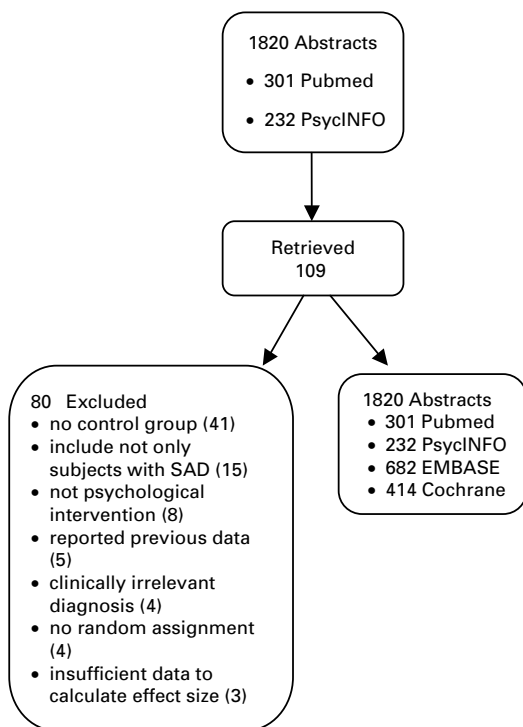 1820 Abstracts
• 301 Pubmed
• 232 PsycINFO
Retrieved
109
80 Excluded
• no control group (41)
• include not only
subjects with SAD (15)
• not psychological
intervention (8)
• reported previous data
(5)
• clinically irrelevant
diagnosis (4)
• no random assignment
(4)
• insufficient data to
calculate effect size (3)
1820 Abstracts
• 301 Pubmed
• 232 PsycINFO
• 682 EMBASE
• 414 Cochrane